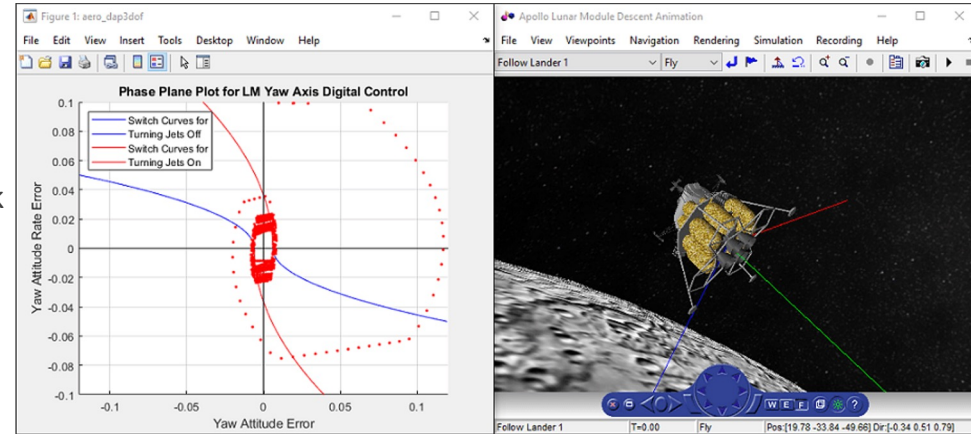 Figure 1: aero_dap3dof
File Edit View Insert Tools Desktop Window Help
Phase Plane Plot for LM Yaw Axis Digital Control
Switch Curves for
Turning Jets Off
Switch Curves for
Turning Jets On
0.1
0.08
0.06
0.04
0.02
0
-0.02
-0.04
-0.06
-0.08
-0.1
Yaw Attitude Rate Error
-0.1 -0.05 0 0.05 0.1
Yaw Attitude Error
k
Apollo Lunar Module Descent Animation
File View Viewpoints Navigation Rendering Simulation Recording Help
Follow Lander 1 Fly
W E F ?
Follow Lander 1 T=0.00 Fly Pos:[19.78 -33.84 -49.66] Dir:[-0.34 0.51 0.79]